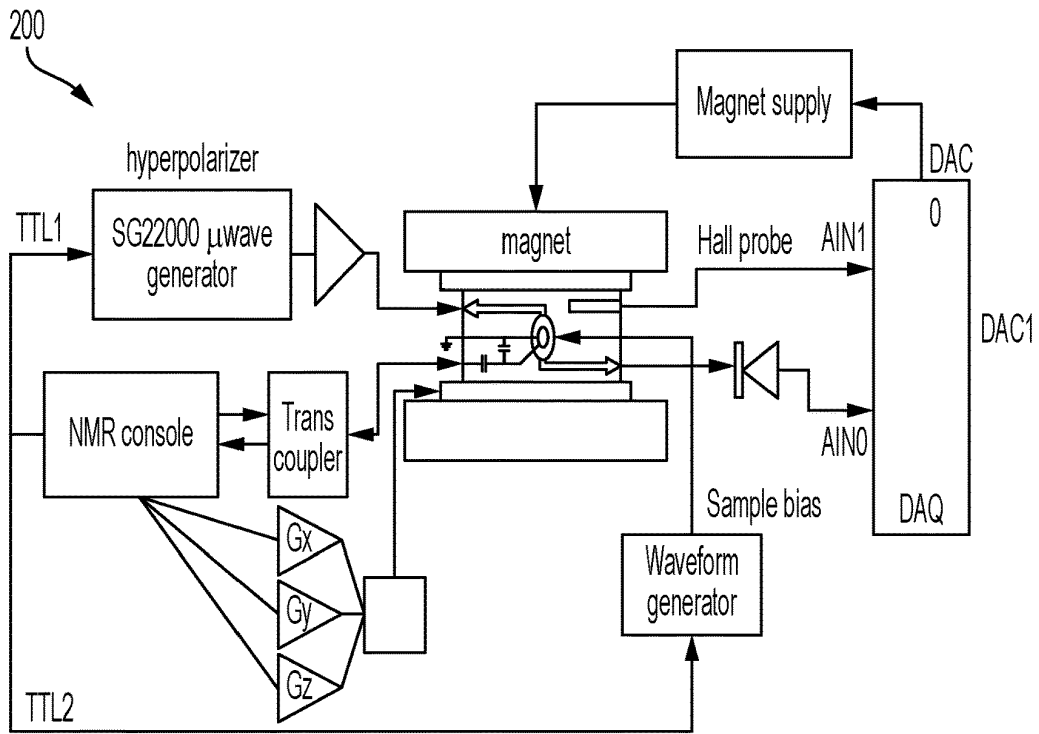 200
Magnet supply
DAC
0
hyperpolarizer
TTL1
SG22000 µwave
generator
magnet
Hall probe
AIN1
DAC1
NMR console
Trans
coupler
AIN0
Sample bias
DAQ
Gx
Gy
Gz
Waveform
generator
TTL2